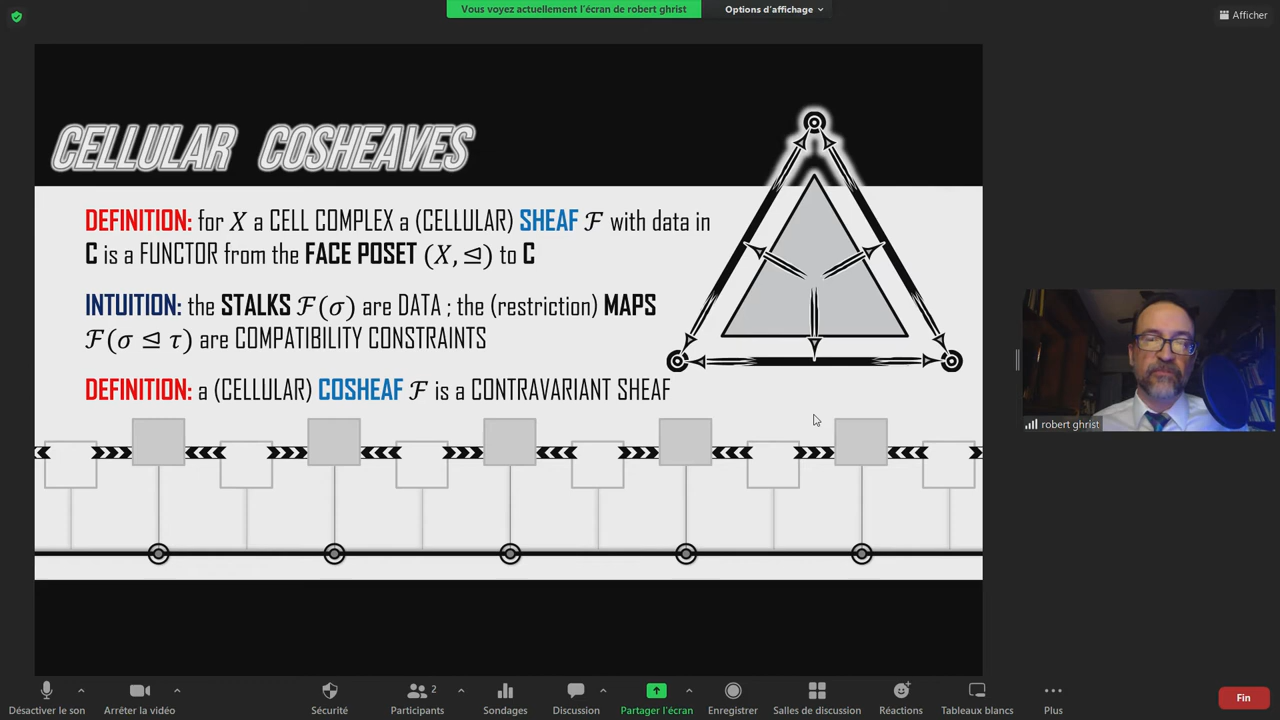 Vous voyez actuellement l'écran de robert ghrist
Options d'affichage
Afficher
CELLULAR COSHEAVES
DEFINITION: for X a CELL COMPLEX a (CELLULAR) SHEAF ℱ with data in
C is a FUNCTOR from the FACE POSET (X, ⊴) to C
INTUITION: the STALKS ℱ(σ) are DATA ; the (restriction) MAPS
ℱ(σ ⊴ τ) are COMPATIBILITY CONSTRAINTS
DEFINITION: a (CELLULAR) COSHEAF ℱ is a CONTRAVARIANT SHEAF
robert ghrist
2
Désactiver le son
Arrêter la vidéo
Sécurité
Participants
Sondages
Discussion
Partager l'écran
Enregistrer
Salles de discussion
Réactions
Tableaux blancs
Plus
Fin